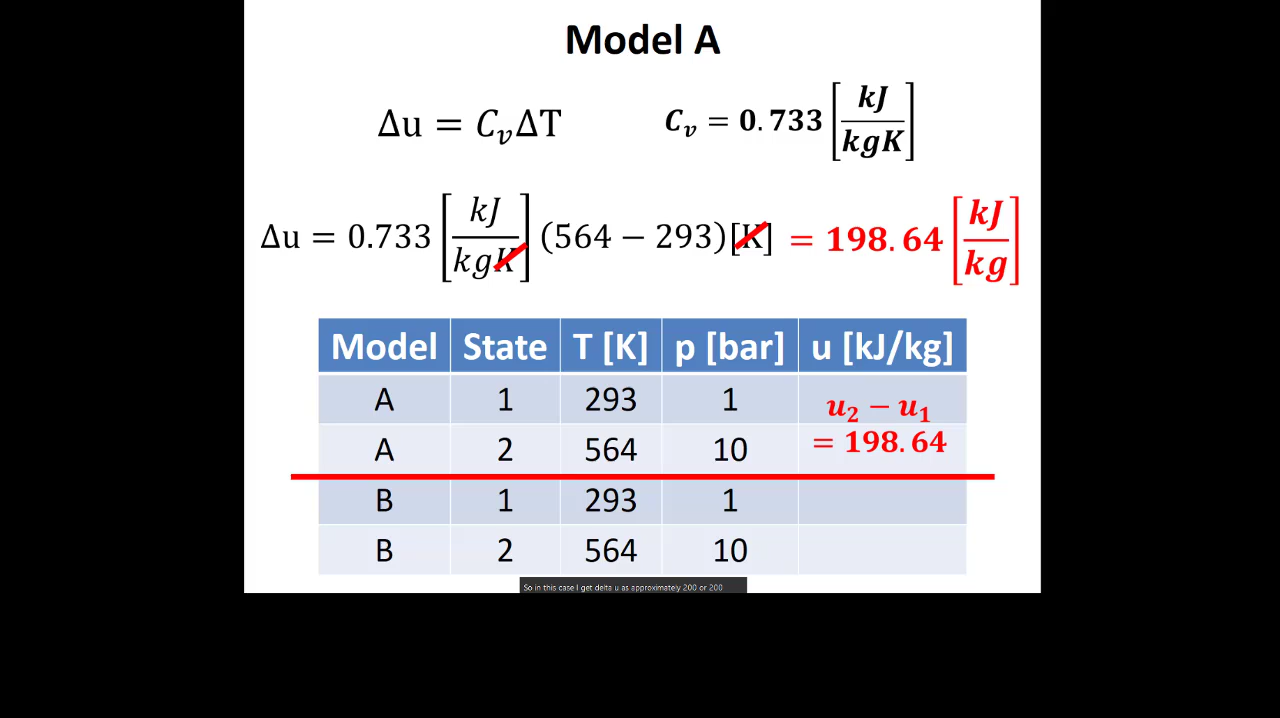 Model A
Δu = C_vΔT
C_v = 0.733 [kJ/kgK]
Δu = 0.733 [kJ/kgK] (564 − 293)[K] = 198.64 [kJ/kg]
Model State T [K] p [bar] u [kJ/kg]
A 1 293 1 u₂ − u₁
A 2 564 10 = 198.64
B 1 293 1
B 2 564 10
So in this case I get delta u as approximately 200 or 200